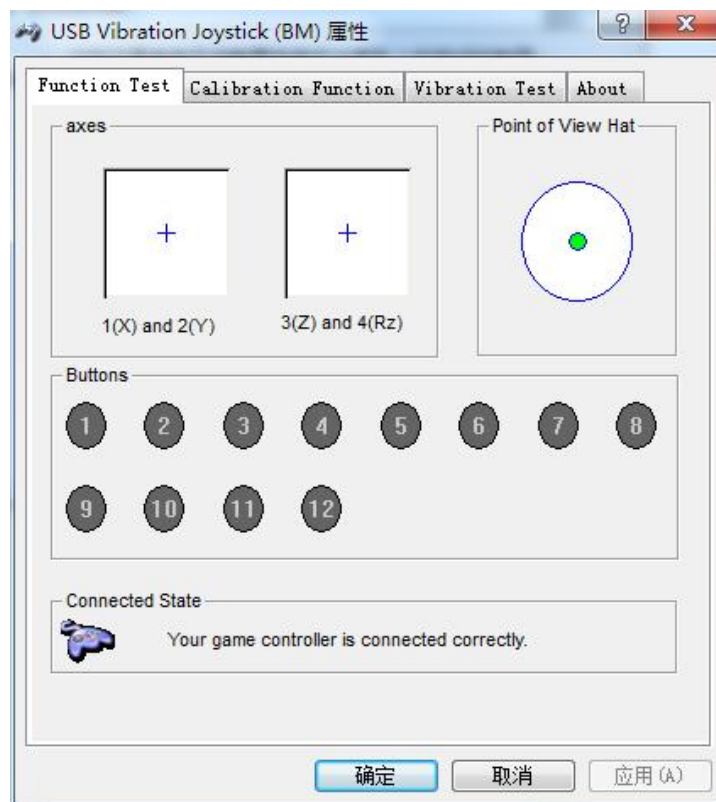 USB Vibration Joystick (BM) 属性
?
X
Function Test Calibration Function Vibration Test About
axes Point of View Hat
1(X) and 2(Y) 3(Z) and 4(Rz)
Buttons
1 2 3 4 5 6 7 8
9 10 11 12
Connected State
Your game controller is connected correctly.
确定 取消 应用(A)